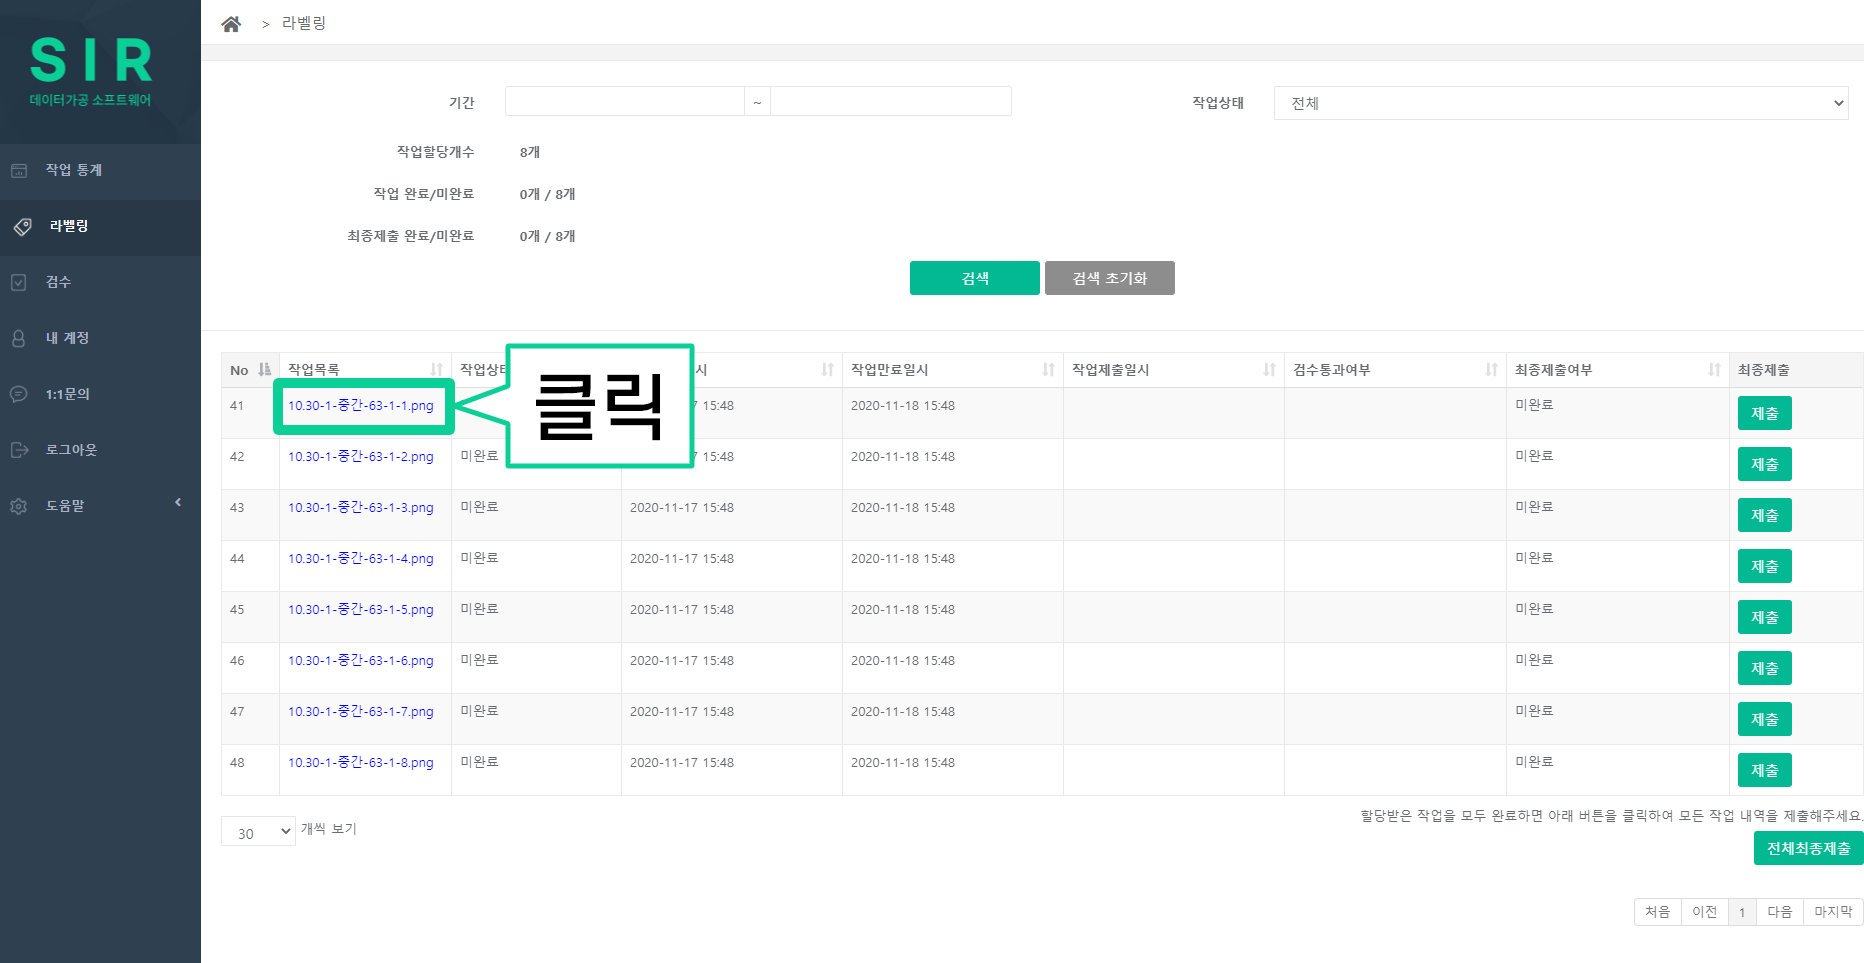 SIR
데이터가공 소프트웨어
작업 통계
라벨링
검수
내 계정
1:1문의
로그아웃
도움말
> 라벨링
기간 ~ 작업상태 전체
작업할당개수 8개
작업 완료/미완료 0개 / 8개
최종제출 완료/미완료 0개 / 8개
검색 검색 초기화
No 작업목록 작업상태 시 작업만료일시 작업제출일시 검수통과여부 최종제출여부 최종제출
클릭
41 10.30-1-중간-63-1-1.png 7 15:48 2020-11-18 15:48 미완료 제출
42 10.30-1-중간-63-1-2.png 미완료 7 15:48 2020-11-18 15:48 미완료 제출
43 10.30-1-중간-63-1-3.png 미완료 2020-11-17 15:48 2020-11-18 15:48 미완료 제출
44 10.30-1-중간-63-1-4.png 미완료 2020-11-17 15:48 2020-11-18 15:48 미완료 제출
45 10.30-1-중간-63-1-5.png 미완료 2020-11-17 15:48 2020-11-18 15:48 미완료 제출
46 10.30-1-중간-63-1-6.png 미완료 2020-11-17 15:48 2020-11-18 15:48 미완료 제출
47 10.30-1-중간-63-1-7.png 미완료 2020-11-17 15:48 2020-11-18 15:48 미완료 제출
48 10.30-1-중간-63-1-8.png 미완료 2020-11-17 15:48 2020-11-18 15:48 미완료 제출
30 개씩 보기
할당받은 작업을 모두 완료하면 아래 버튼을 클릭하여 모든 작업 내역을 제출해주세요.
전체최종제출
처음 이전 1 다음 마지막